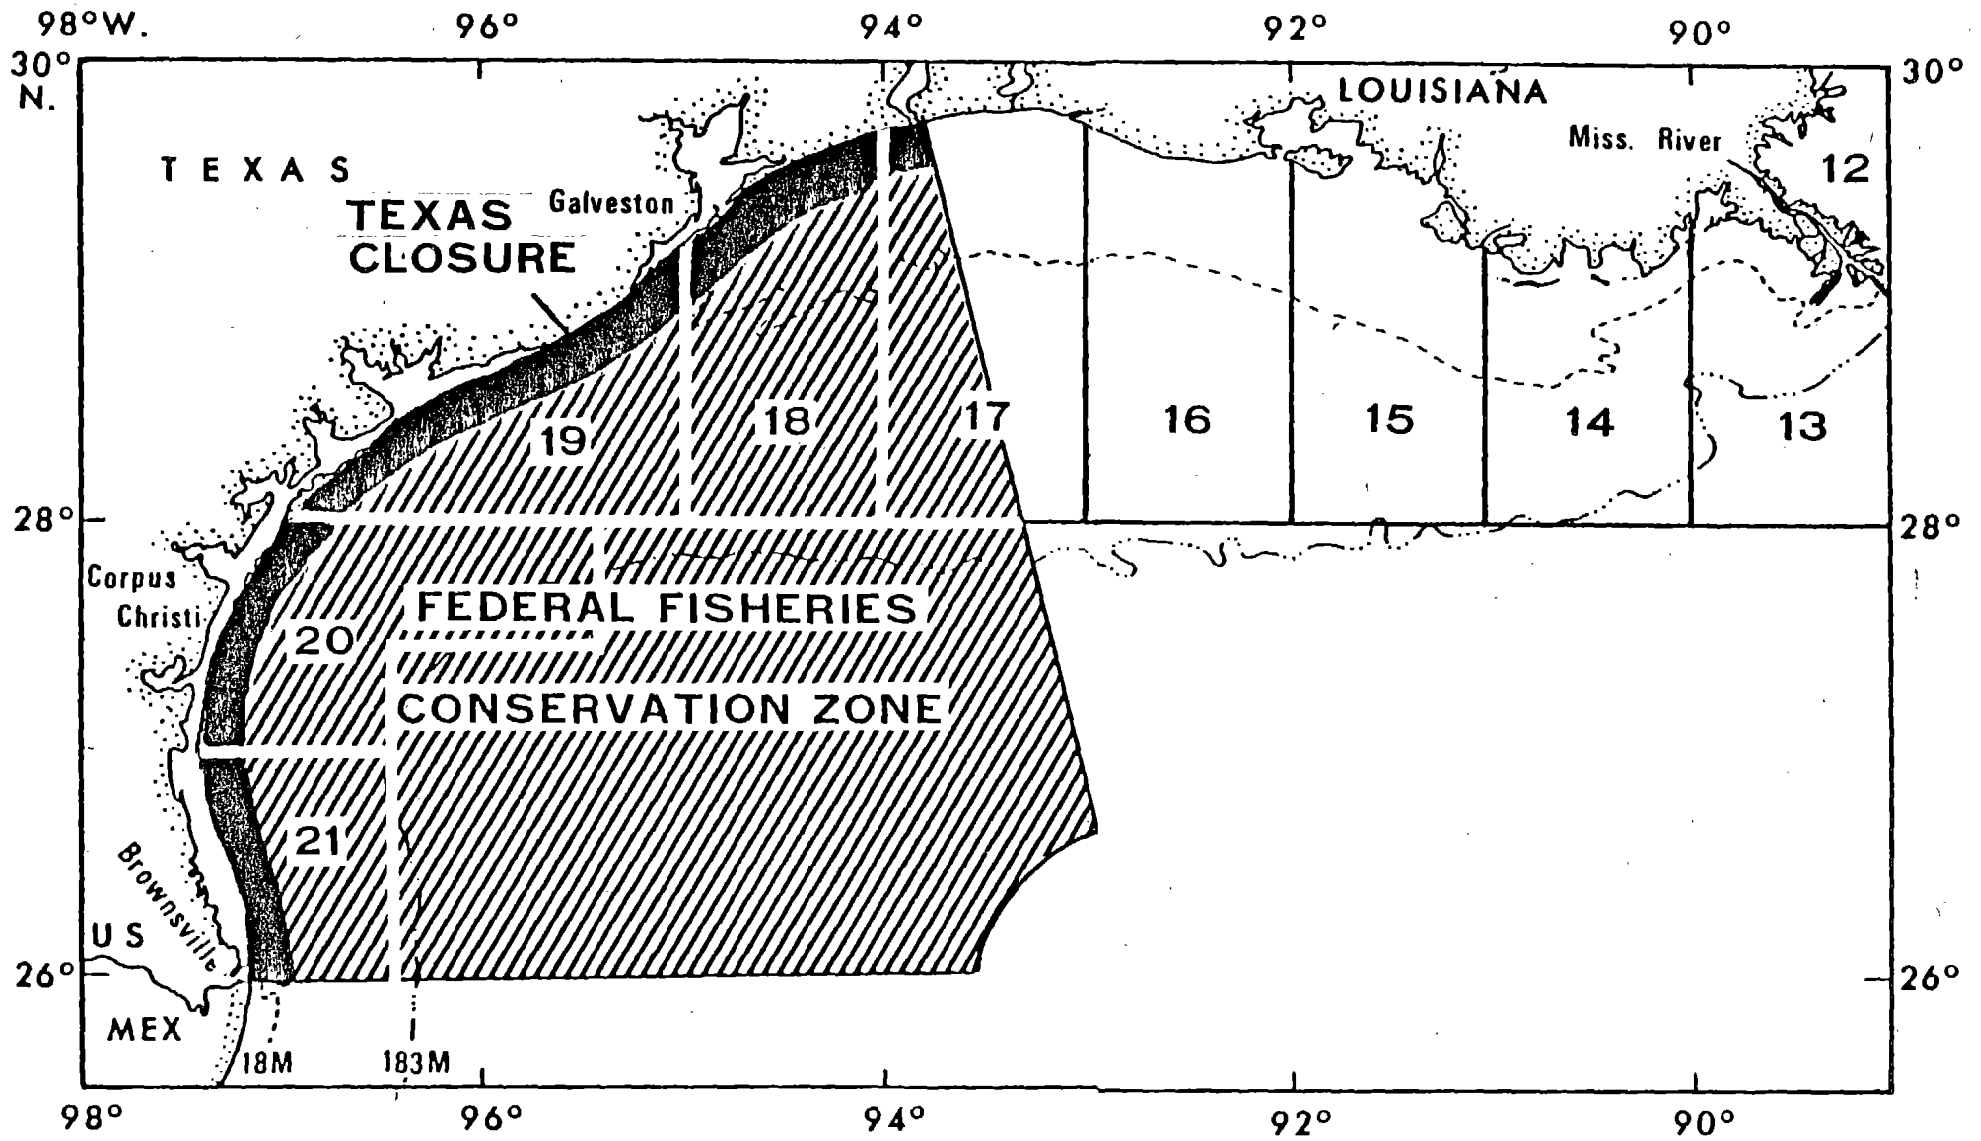 98°W. 96° 94° 92° 90°
30° N. 30°
LOUISIANA
Miss. River
12
TEXAS
Galveston
TEXAS
CLOSURE
19 18 17 16 15 14 13
28° 28°
Corpus
Christi
FEDERAL FISHERIES
20
CONSERVATION ZONE
21
Brownsville
US
26° 26°
MEX
18M 183M
98° 96° 94° 92° 90°